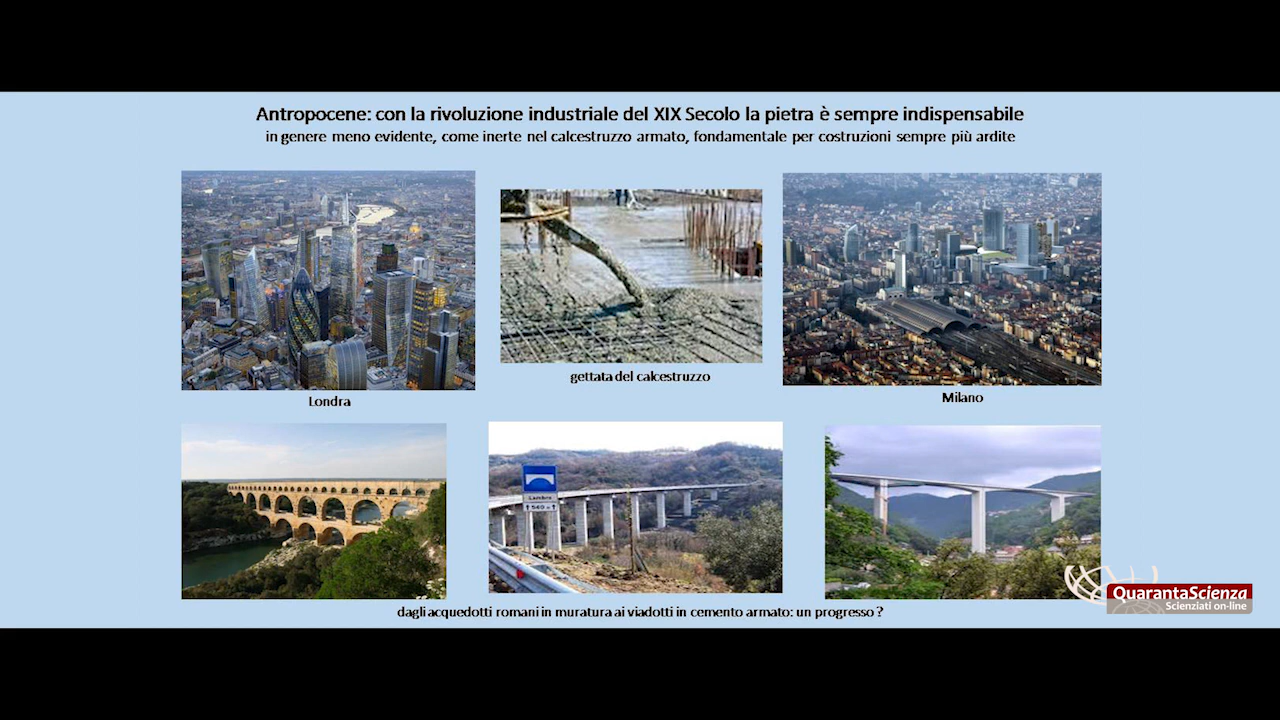 Antropocene: con la rivoluzione industriale del XIX Secolo la pietra è sempre indispensabile
in genere meno evidente, come inerte nel calcestruzzo armato, fondamentale per costruzioni sempre più ardite
gettata del calcestruzzo
Londra
Milano
Lambro
540 m
dagli acquedotti romani in muratura ai viadotti in cemento armato: un progresso ?
QuarantaScienza
Scienziati on-line